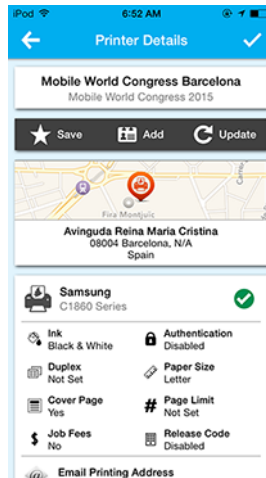 iPod 6:52 AM
Printer Details
Mobile World Congress Barcelona
Mobile World Congress 2015
Save Add Update
Fira Montjuïc
Avinguda Reina Maria Cristina
08004 Barcelona, N/A
Spain
Samsung
C1860 Series
Ink Authentication
Black & White Disabled
Duplex Paper Size
Not Set Letter
Cover Page # Page Limit
Yes Not Set
$ Job Fees Release Code
No Disabled
@ Email Printing Address